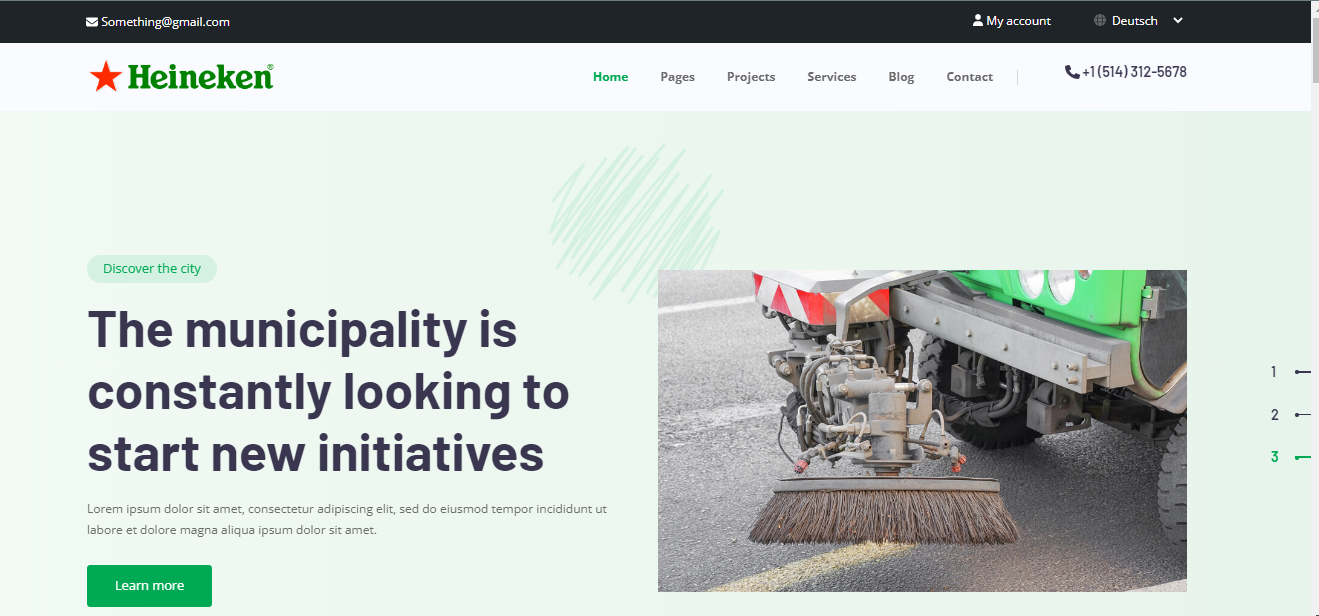 Something@gmail.com
My account
Deutsch
Heineken®
Home
Pages
Projects
Services
Blog
Contact
+1 (514) 312-5678
Discover the city
The municipality is
constantly looking to
start new initiatives
Lorem ipsum dolor sit amet, consectetur adipiscing elit, sed do eiusmod tempor incididunt ut
labore et dolore magna aliqua ipsum dolor sit amet.
Learn more
1
2
3